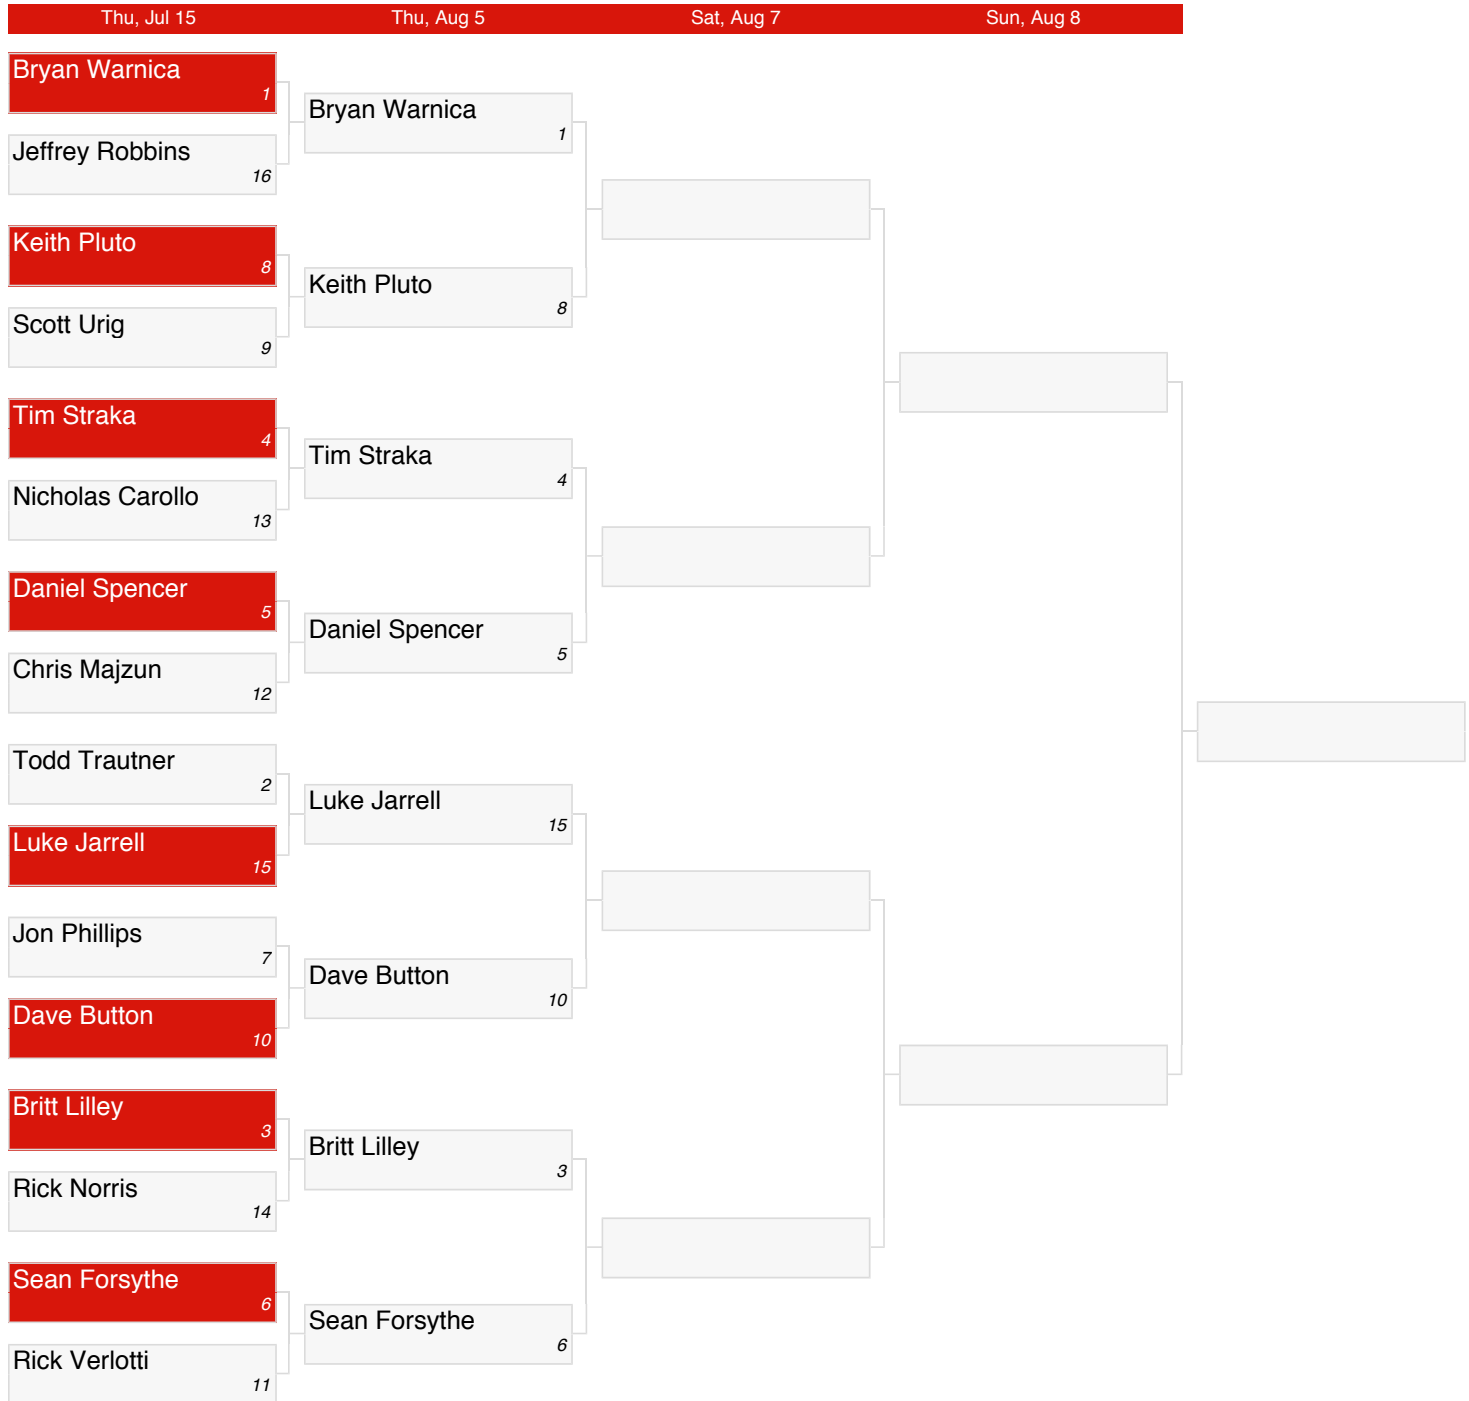 Thu, Jul 15 Thu, Aug 5 Sat, Aug 7 Sun, Aug 8
Bryan Warnica
1
Jeffrey Robbins
16
Keith Pluto
8
Scott Urig
9
Tim Straka
4
Nicholas Carollo
13
Daniel Spencer
5
Chris Majzun
12
Todd Trautner
2
Luke Jarrell
15
Jon Phillips
7
Dave Button
10
Britt Lilley
3
Rick Norris
14
Sean Forsythe
6
Rick Verlotti
11
Bryan Warnica
1
Keith Pluto
8
Tim Straka
4
Daniel Spencer
5
Luke Jarrell
15
Dave Button
10
Britt Lilley
3
Sean Forsythe
6